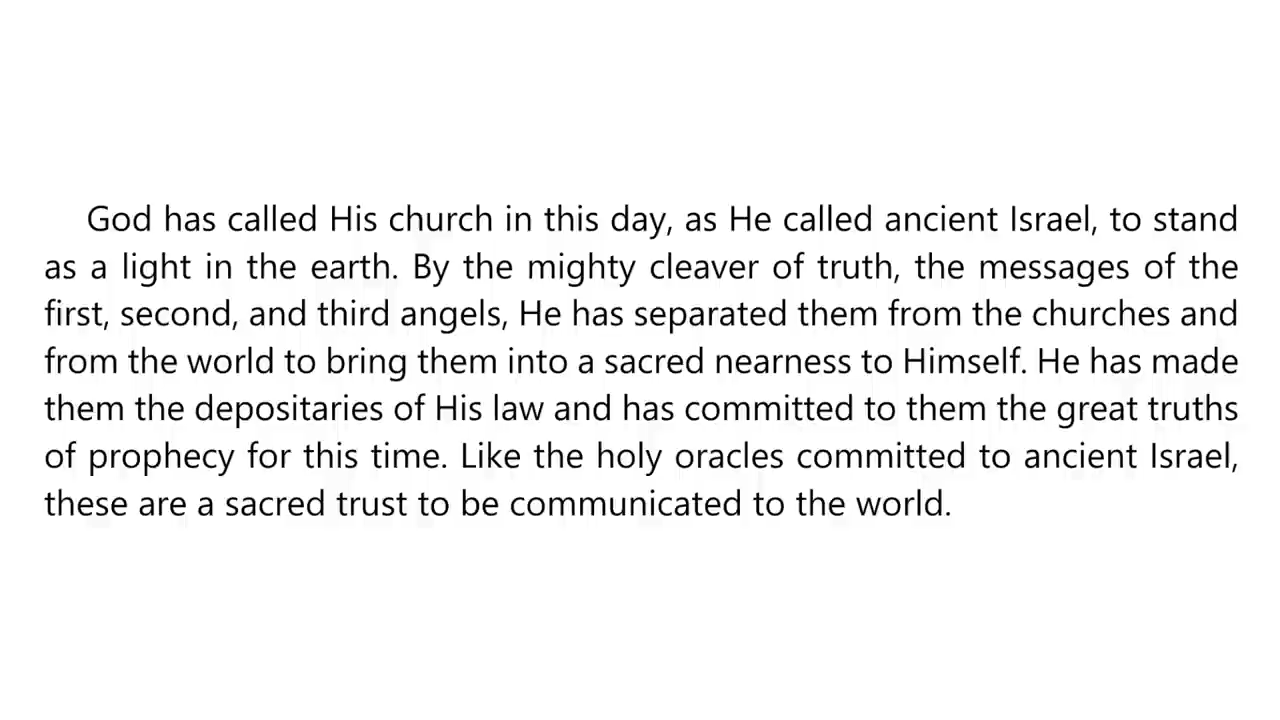 God has called His church in this day, as He called ancient Israel, to stand
as a light in the earth. By the mighty cleaver of truth, the messages of the
first, second, and third angels, He has separated them from the churches and
from the world to bring them into a sacred nearness to Himself. He has made
them the depositaries of His law and has committed to them the great truths
of prophecy for this time. Like the holy oracles committed to ancient Israel,
these are a sacred trust to be communicated to the world.